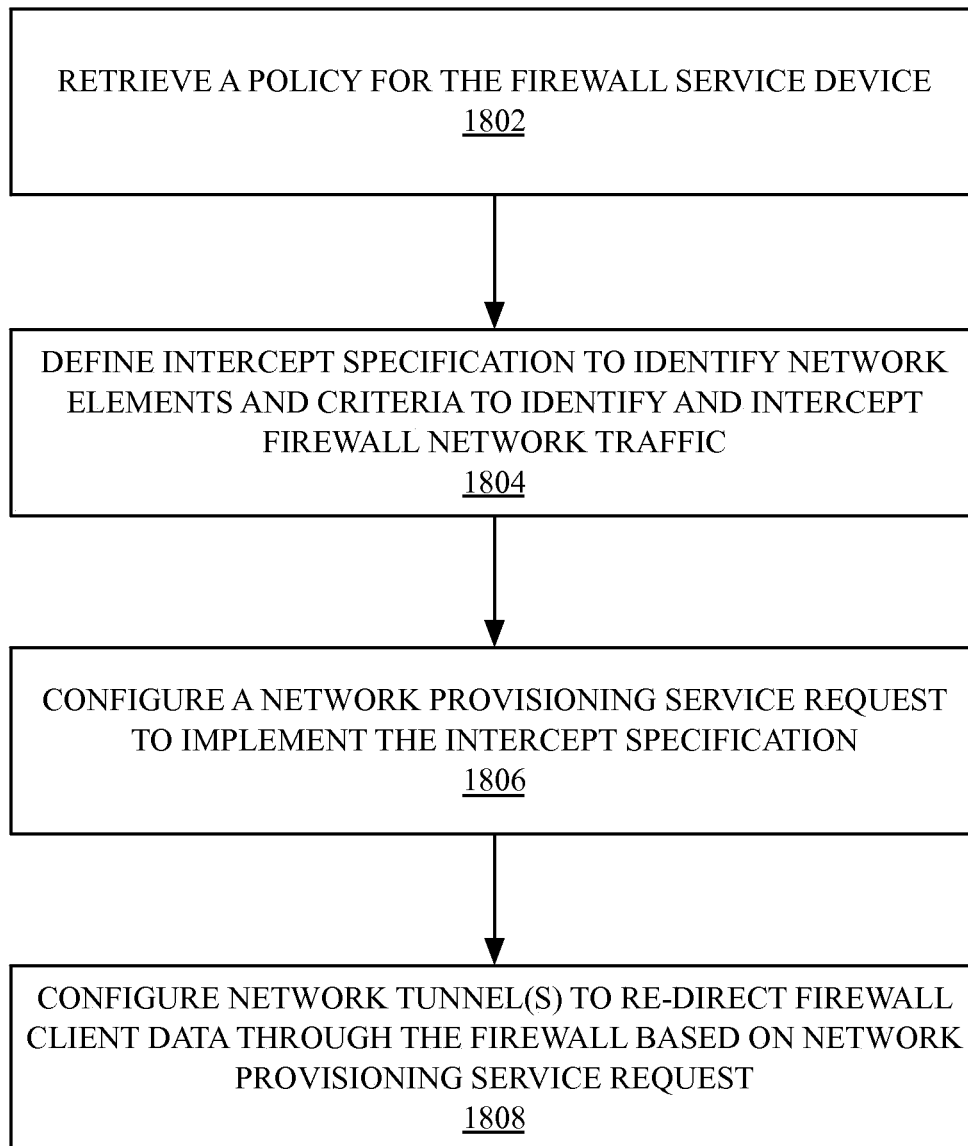 RETRIEVE A POLICY FOR THE FIREWALL SERVICE DEVICE
1802
DEFINE INTERCEPT SPECIFICATION TO IDENTIFY NETWORK
ELEMENTS AND CRITERIA TO IDENTIFY AND INTERCEPT
FIREWALL NETWORK TRAFFIC
1804
CONFIGURE A NETWORK PROVISIONING SERVICE REQUEST
TO IMPLEMENT THE INTERCEPT SPECIFICATION
1806
CONFIGURE NETWORK TUNNEL(S) TO RE-DIRECT FIREWALL
CLIENT DATA THROUGH THE FIREWALL BASED ON NETWORK
PROVISIONING SERVICE REQUEST
1808